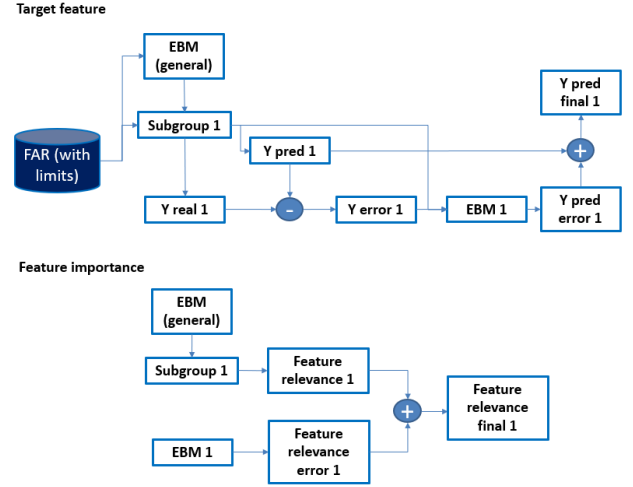 Target feature
EBM
(general)
Subgroup 1
FAR (with
limits)
Y pred 1
Y pred
final 1
+
Y real 1
-
Y error 1
EBM 1
Y pred
error 1
Feature importance
EBM
(general)
Subgroup 1
Feature
relevance 1
+
Feature
relevance
final 1
EBM 1
Feature
relevance
error 1